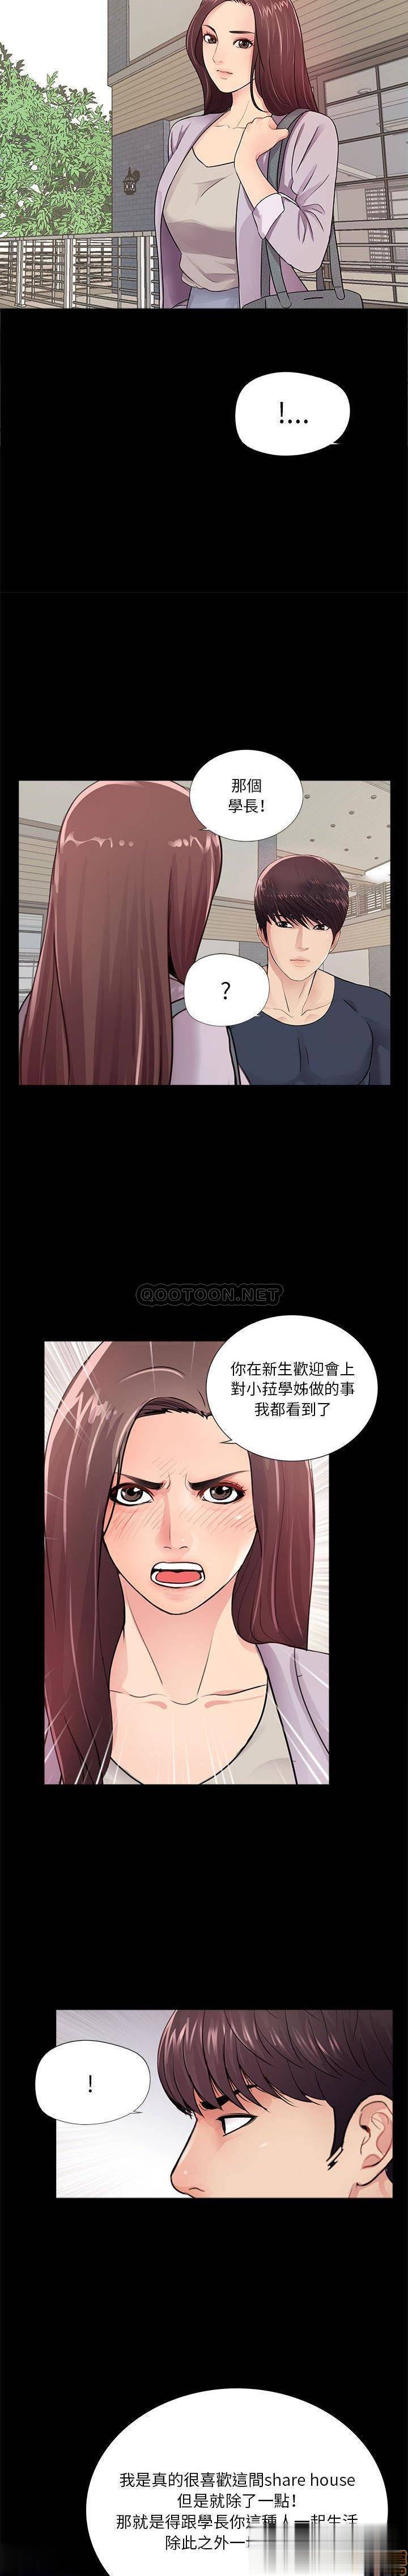 !...
那個
學長!
?
QOOTOON.NET
你在新生歡迎會上
對小菈學姊做的事
我都看到了
!
我是真的很喜歡這間share house
但是就除了一點!
那就是得跟學長你這種人一起生活
除此之外一